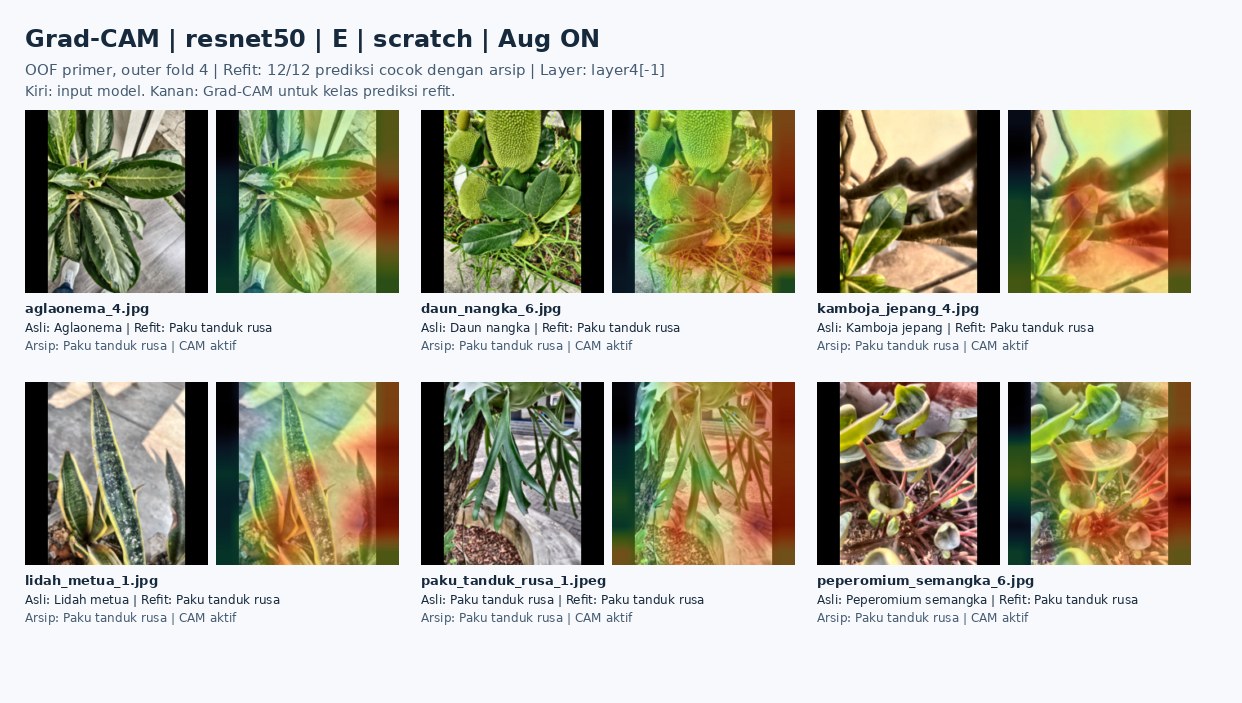 Grad-CAM | resnet50 | E | scratch | Aug ON
OOF primer, outer fold 4 | Refit: 12/12 prediksi cocok dengan arsip | Layer: layer4[-1]
Kiri: input model. Kanan: Grad-CAM untuk kelas prediksi refit.
aglaonema_4.jpg
Asli: Aglaonema | Refit: Paku tanduk rusa
Arsip: Paku tanduk rusa | CAM aktif
daun_nangka_6.jpg
Asli: Daun nangka | Refit: Paku tanduk rusa
Arsip: Paku tanduk rusa | CAM aktif
kamboja_jepang_4.jpg
Asli: Kamboja jepang | Refit: Paku tanduk rusa
Arsip: Paku tanduk rusa | CAM aktif
lidah_metua_1.jpg
Asli: Lidah metua | Refit: Paku tanduk rusa
Arsip: Paku tanduk rusa | CAM aktif
paku_tanduk_rusa_1.jpeg
Asli: Paku tanduk rusa | Refit: Paku tanduk rusa
Arsip: Paku tanduk rusa | CAM aktif
peperomium_semangka_6.jpg
Asli: Peperomium semangka | Refit: Paku tanduk rusa
Arsip: Paku tanduk rusa | CAM aktif